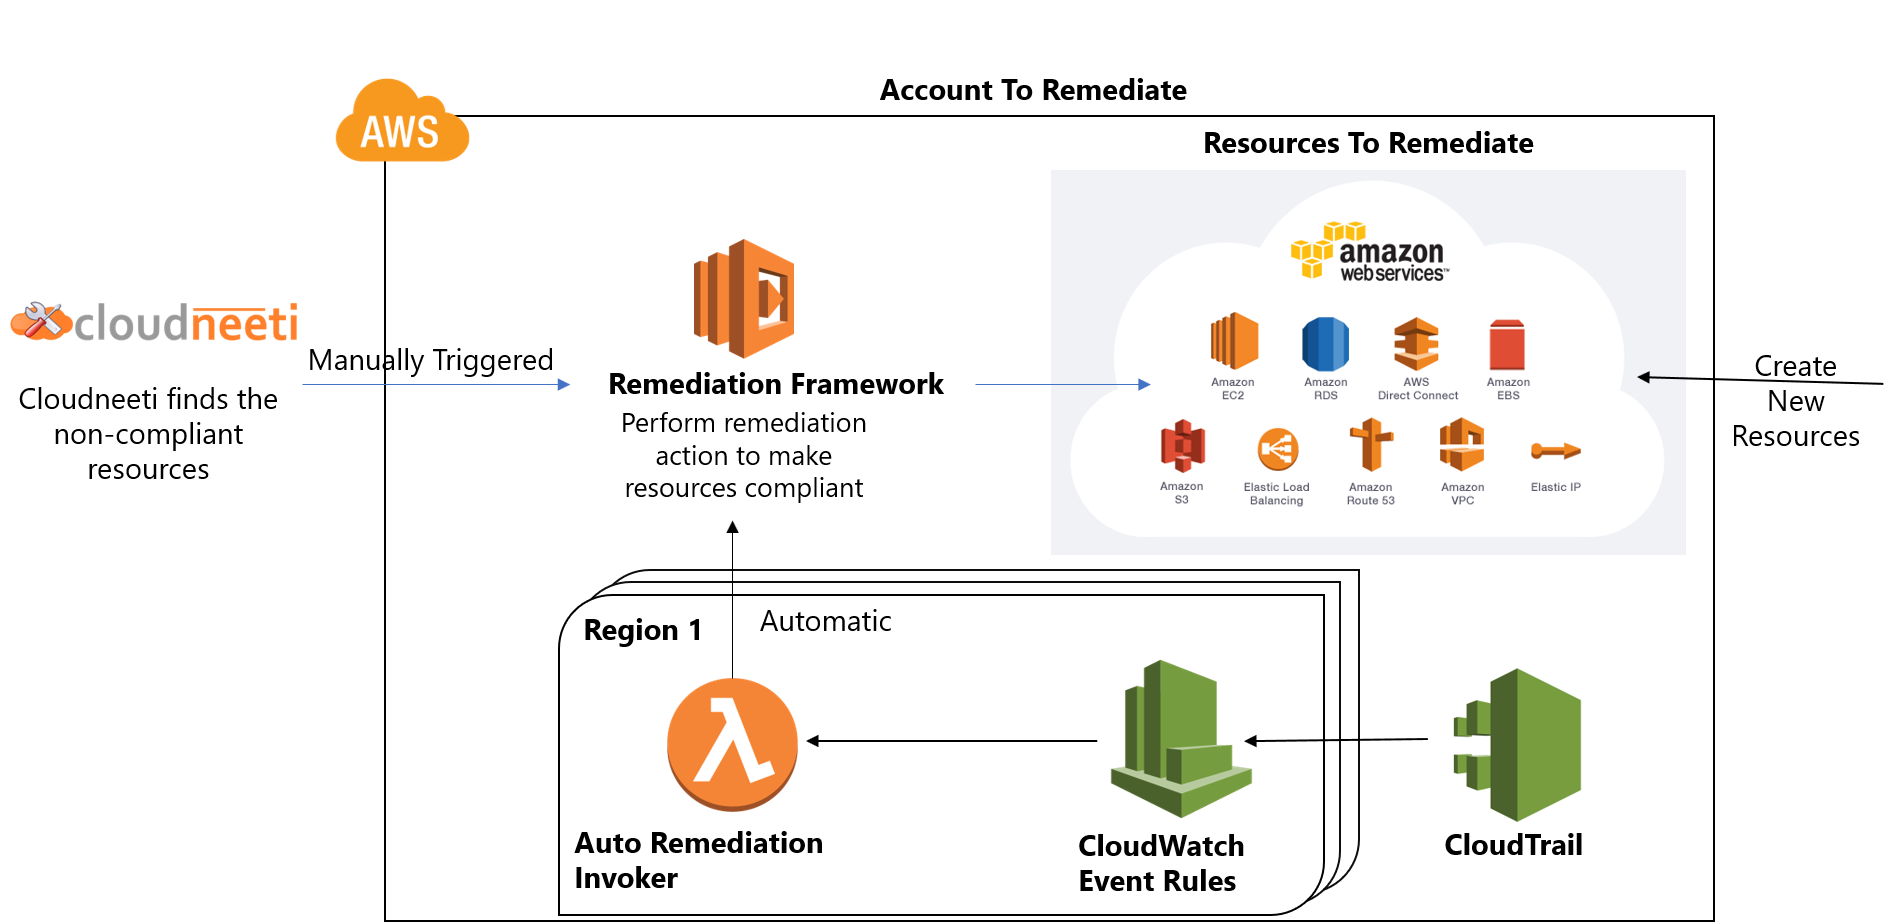 Account To Remediate
AWS
Resources To Remediate
amazon
webservices™
cloudneeti
Manually Triggered
Cloudneeti finds the
non-compliant
resources
Remediation Framework
Perform remediation
action to make
resources compliant
Amazon
EC2
Amazon
RDS
AWS
Direct Connect
Amazon
EBS
Amazon
S3
Elastic Load
Balancing
Amazon
Route 53
Amazon
VPC
Elastic IP
Create
New
Resources
Region 1
Automatic
Auto Remediation
Invoker
CloudWatch
Event Rules
CloudTrail